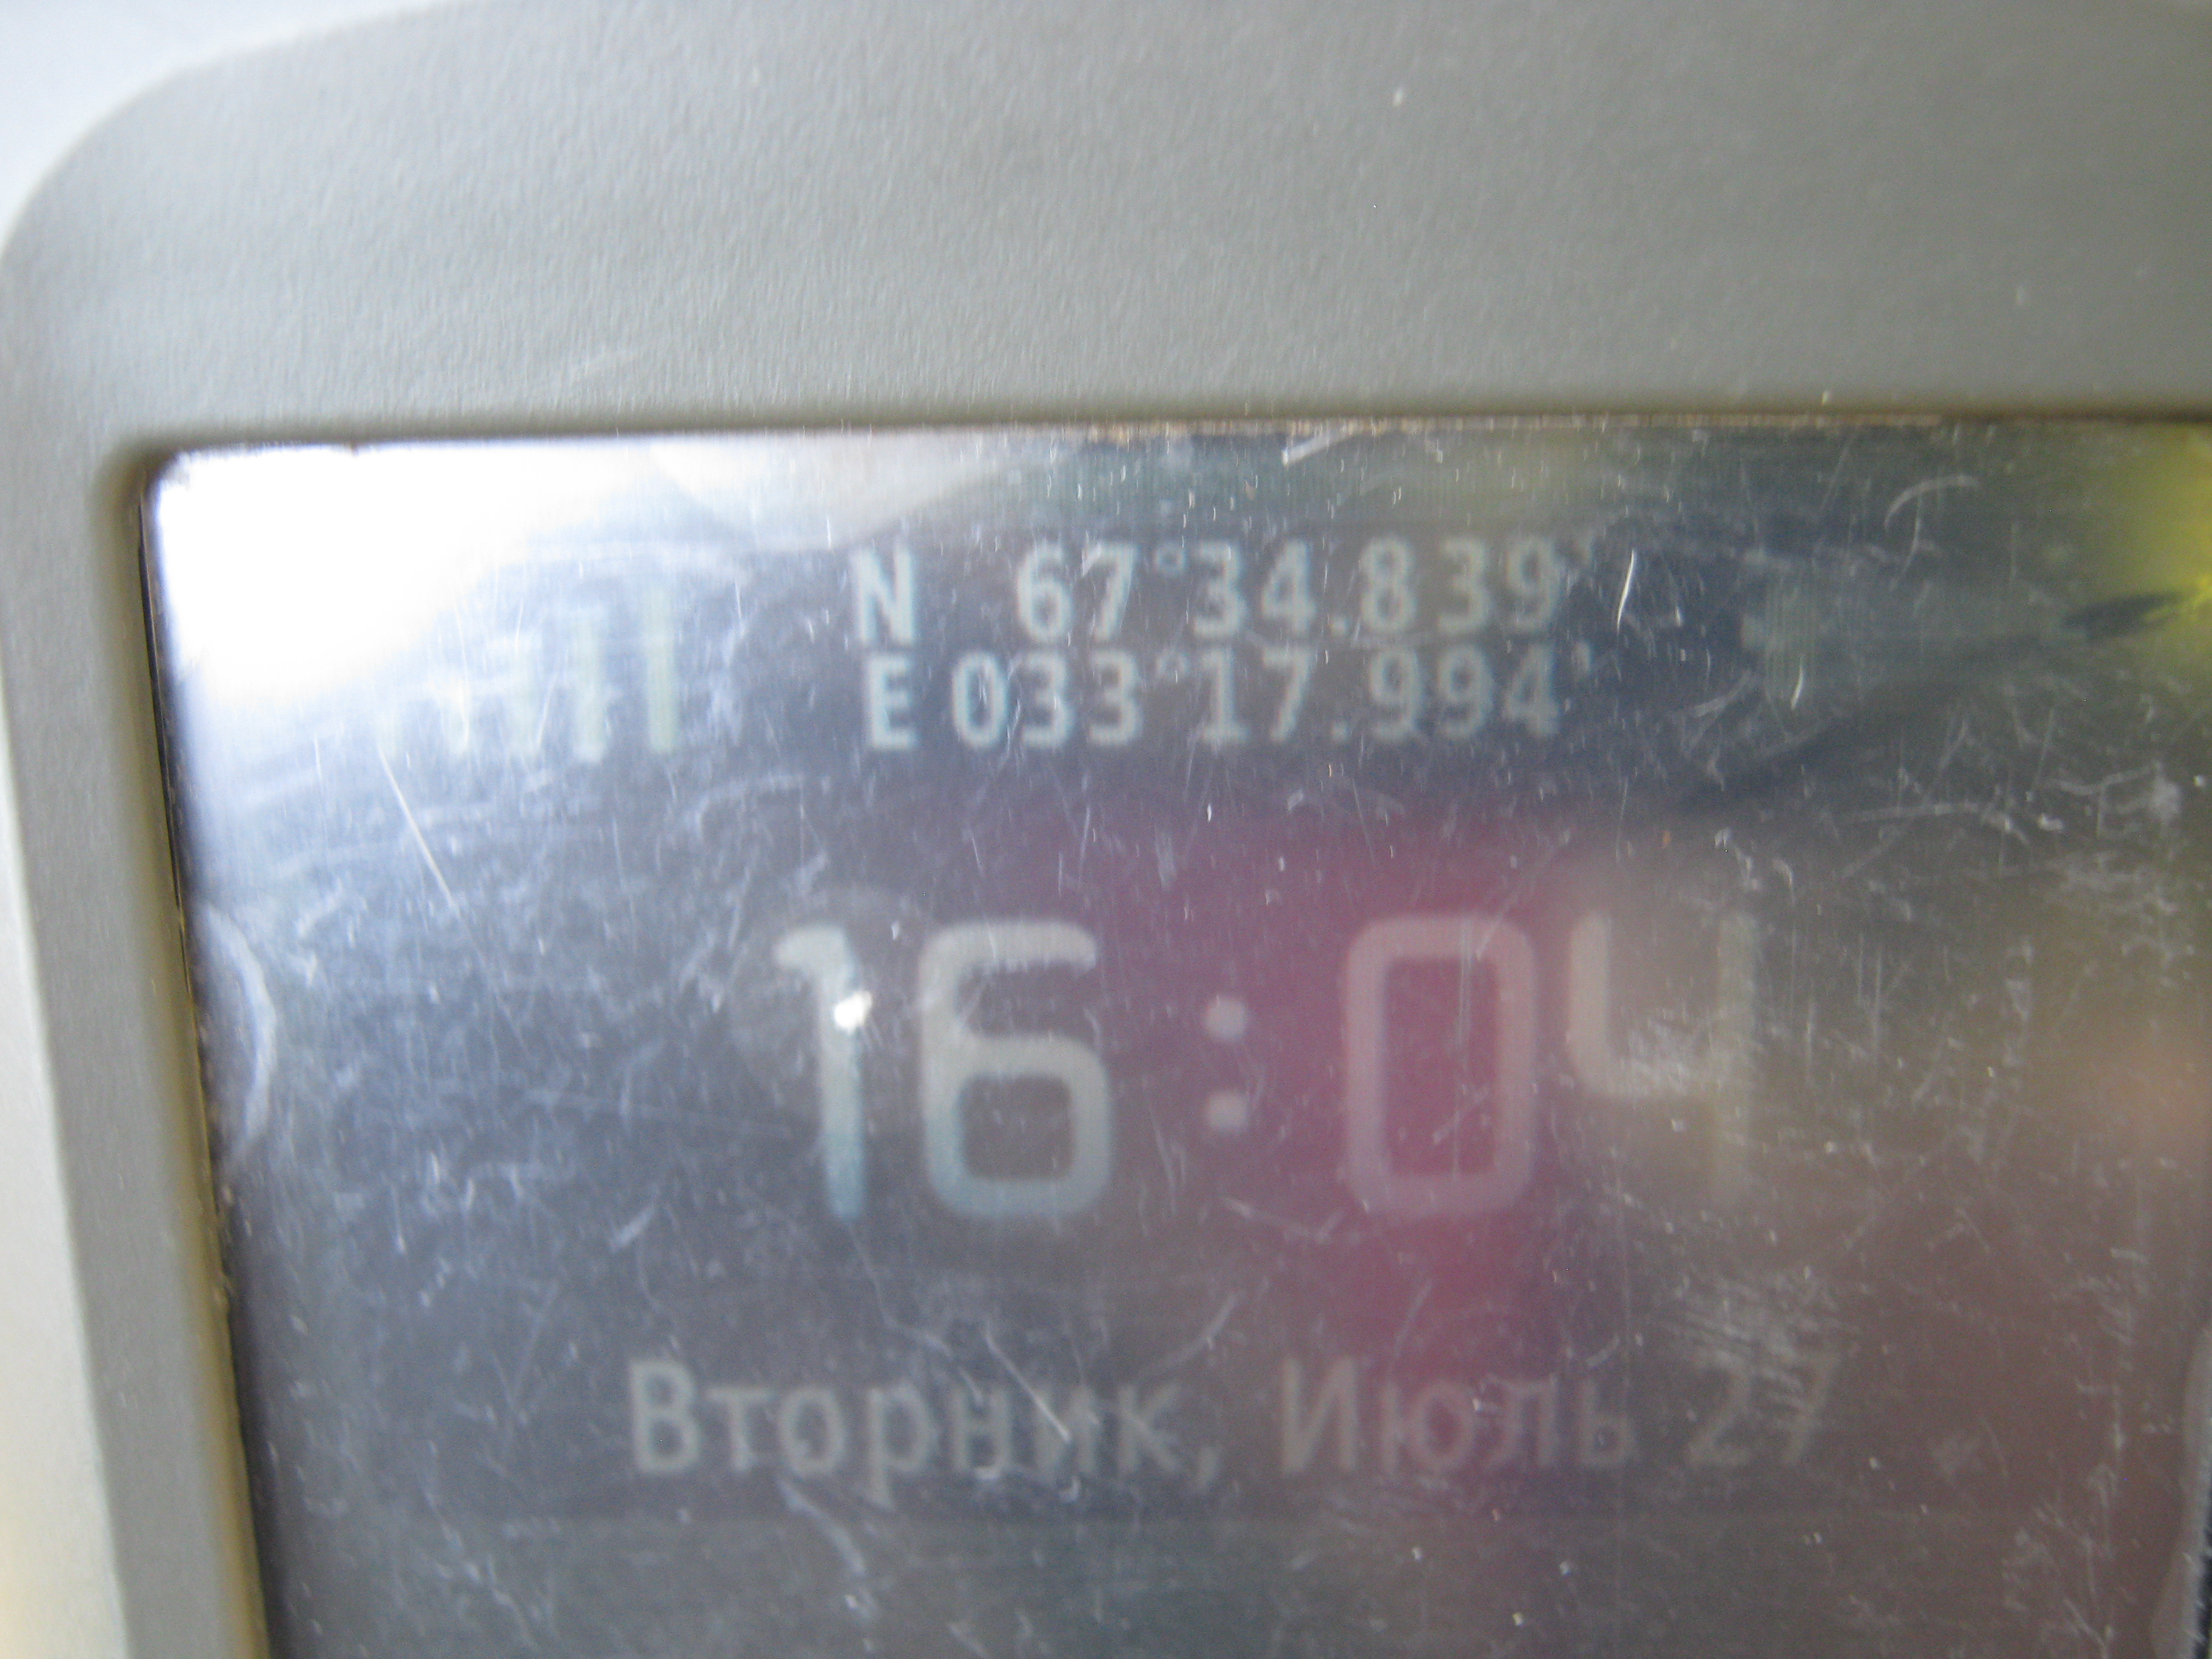 N 67°34.839'
E 033°17.994'
16:04
Вторник, Июль 27